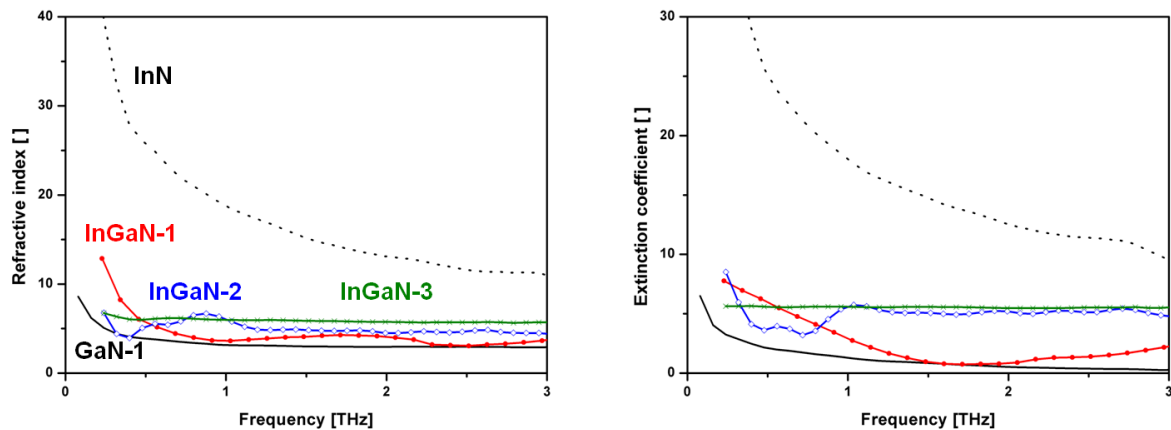 40
30
20
10
0
Refractive index [ ]
InN
InGaN-1
InGaN-2
InGaN-3
GaN-1
0
1
2
3
Frequency [THz]
30
20
10
0
Extinction coefficient [ ]
0
1
2
3
Frequency [THz]